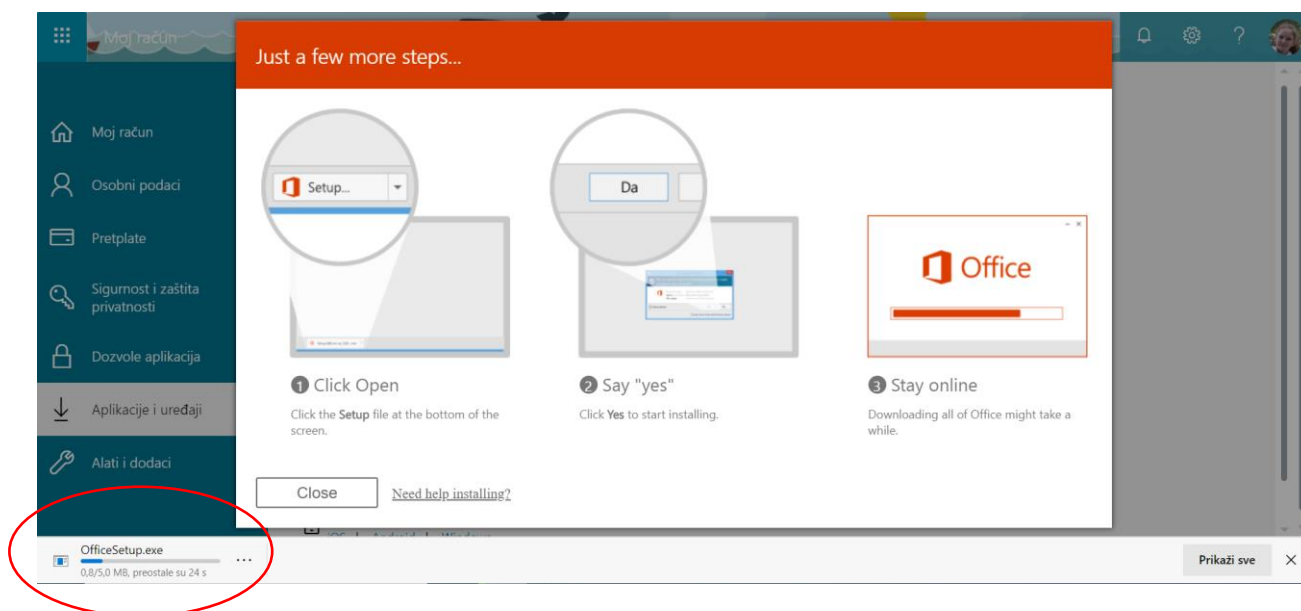 Moj račun
?
Just a few more steps...
Moj račun
Osobni podaci
Pretplate
Sigurnost i zaštita
privatnosti
Dozvole aplikacija
Aplikacije i uređaji
Alati i dodaci
Setup...
Da
Office
1 Click Open
Click the Setup file at the bottom of the
screen.
2 Say "yes"
Click Yes to start installing.
3 Stay online
Downloading all of Office might take a
while.
Close
Need help installing?
iOS | Android | Windows
OfficeSetup.exe
0,8/5,0 MB, preostale su 24 s
...
Prikaži sve